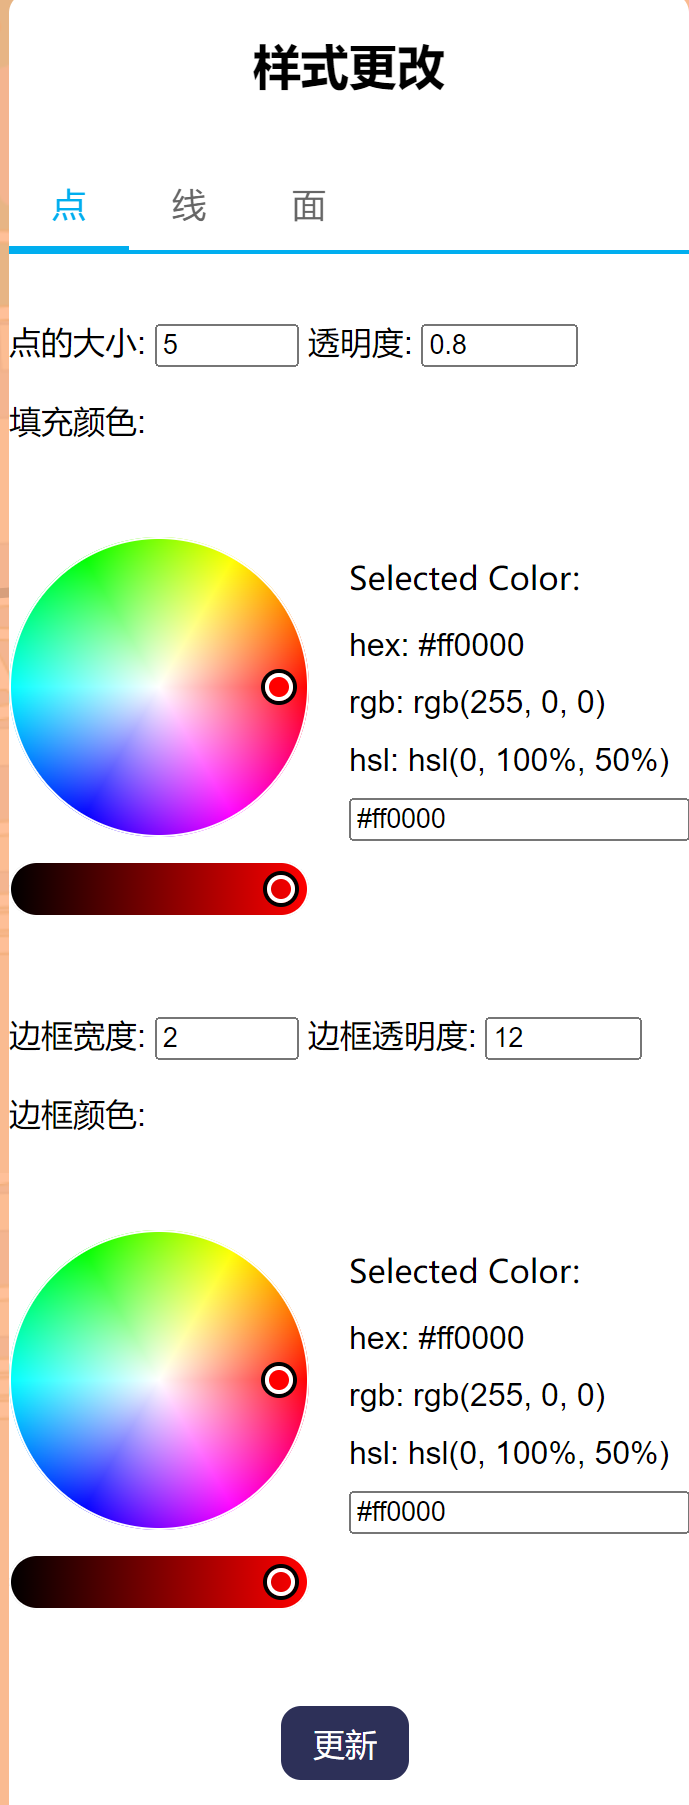 样式更改
点 线 面
点的大小: 5 透明度: 0.8
填充颜色:
Selected Color:
hex: #ff0000
rgb: rgb(255, 0, 0)
hsl: hsl(0, 100%, 50%)
#ff0000
边框宽度: 2 边框透明度: 12
边框颜色:
Selected Color:
hex: #ff0000
rgb: rgb(255, 0, 0)
hsl: hsl(0, 100%, 50%)
#ff0000
更新